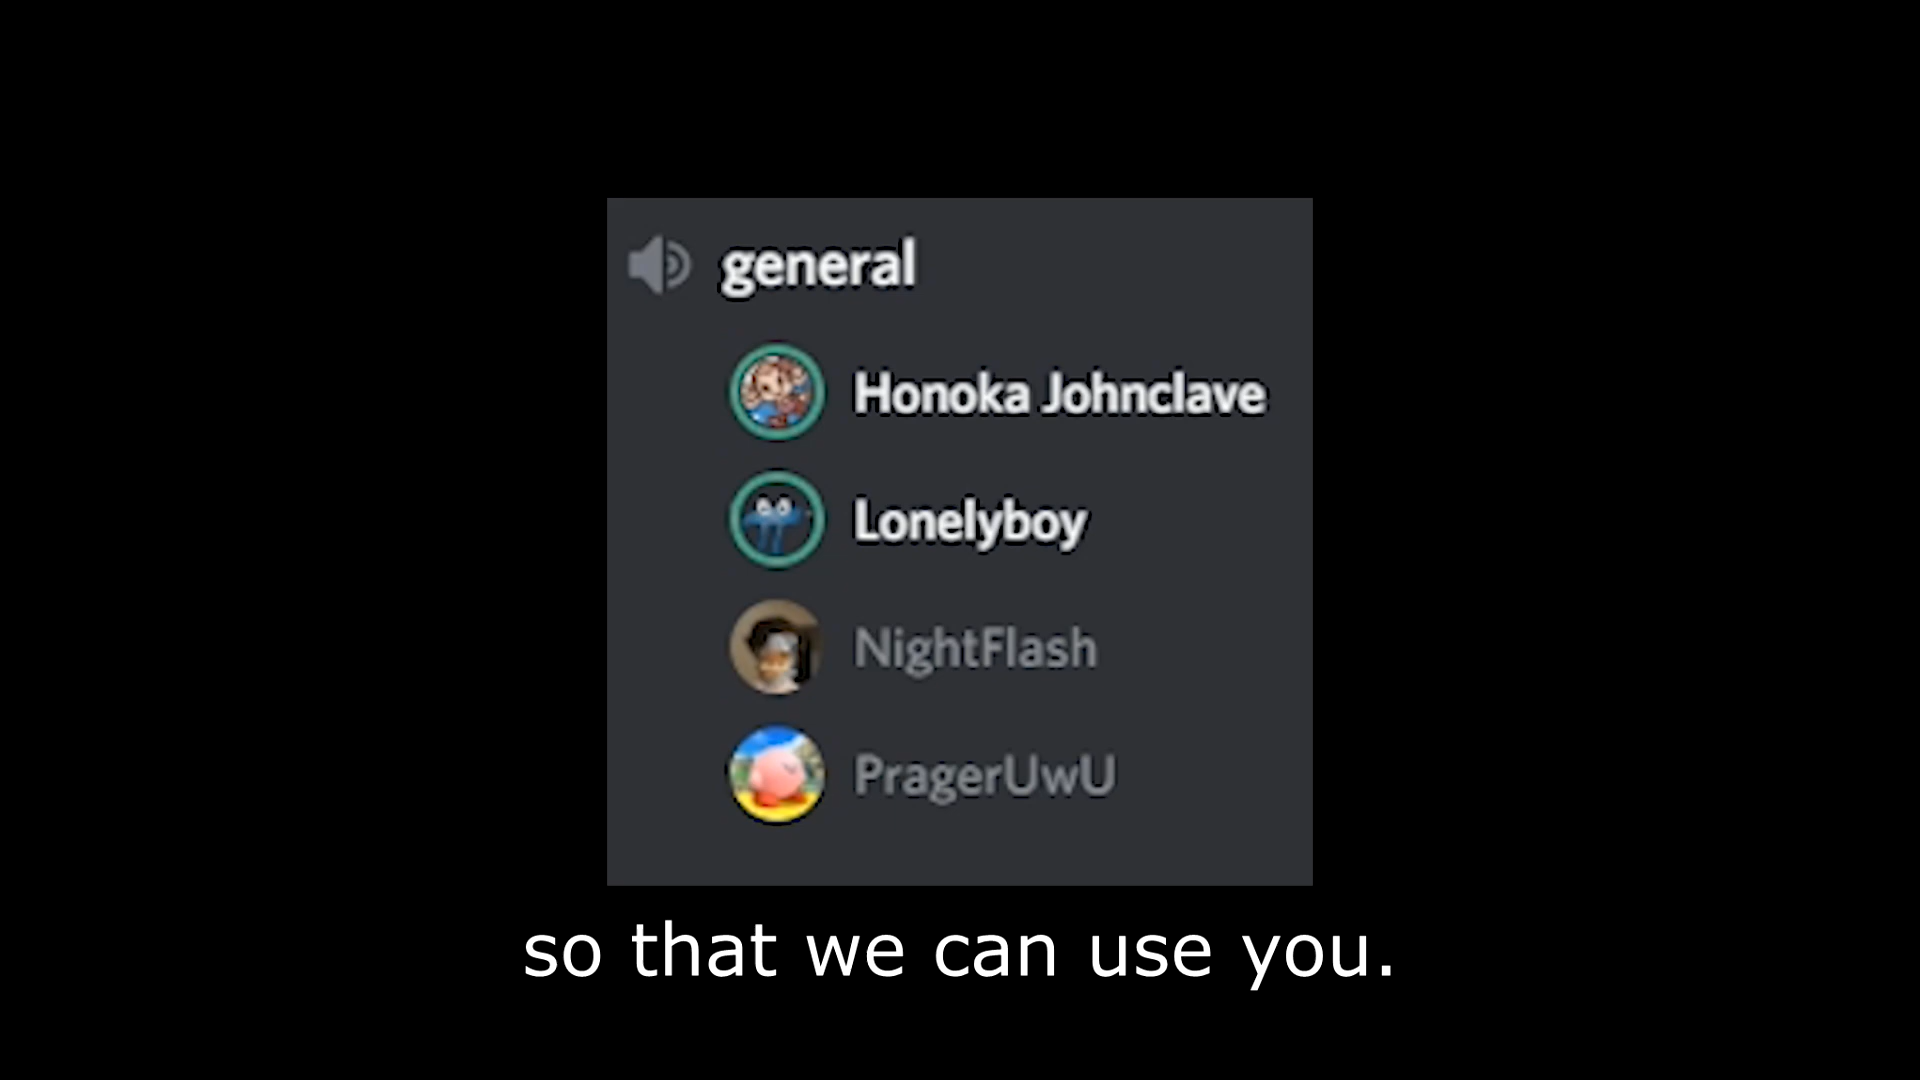 general
Honoka Johnclave
Lonelyboy
NightFlash
PragerUwU
so that we can use you.